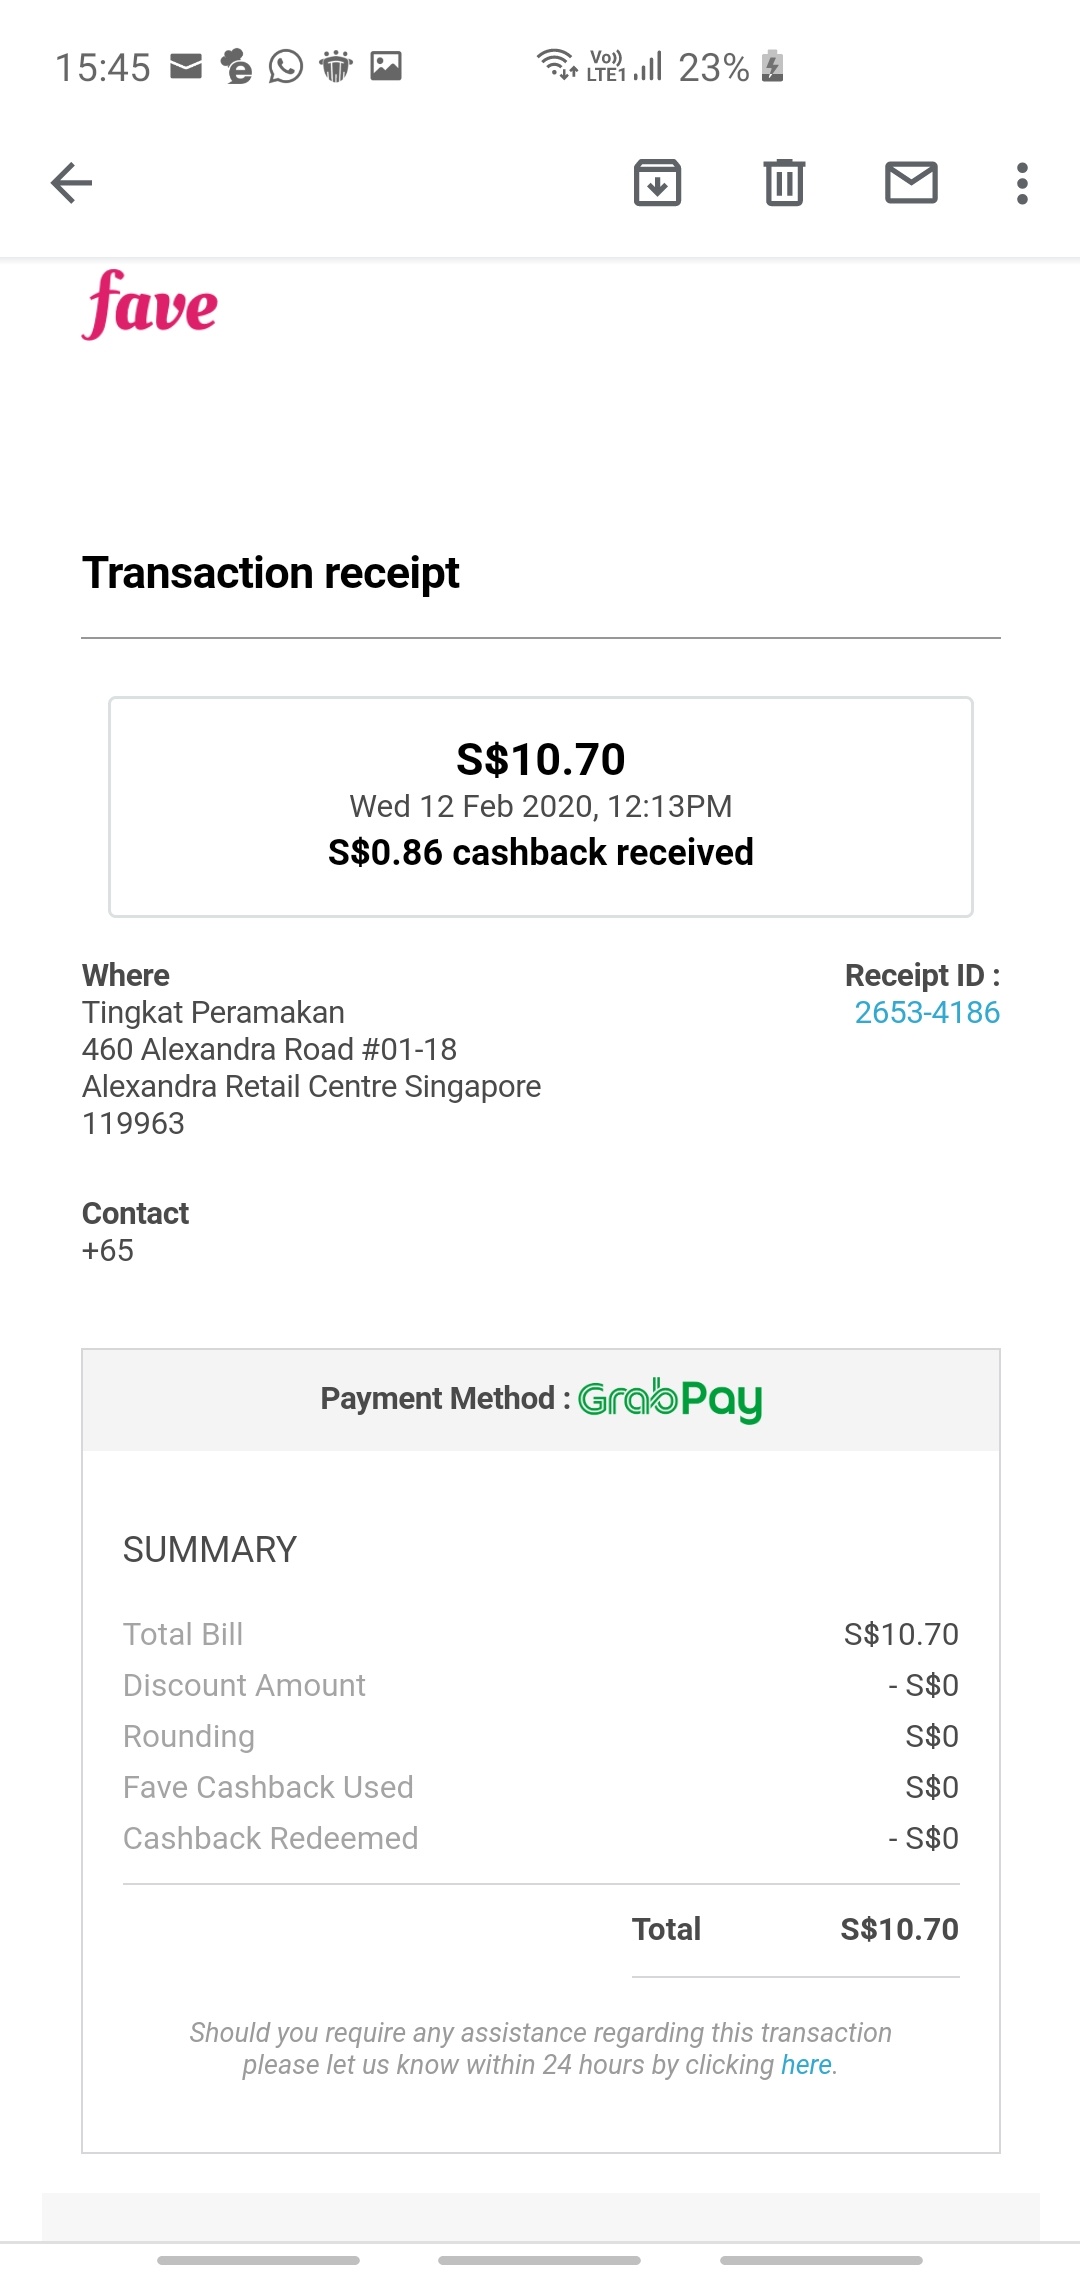 15:45
Vo)) LTE1 23%
fave
Transaction receipt
S$10.70
Wed 12 Feb 2020, 12:13PM
S$0.86 cashback received
Where
Tingkat Peramakan
460 Alexandra Road #01-18
Alexandra Retail Centre Singapore
119963
Receipt ID :
2653-4186
Contact
+65
Payment Method : GrabPay
SUMMARY
Total Bill S$10.70
Discount Amount - S$0
Rounding S$0
Fave Cashback Used S$0
Cashback Redeemed - S$0
Total S$10.70
Should you require any assistance regarding this transaction
please let us know within 24 hours by clicking here.